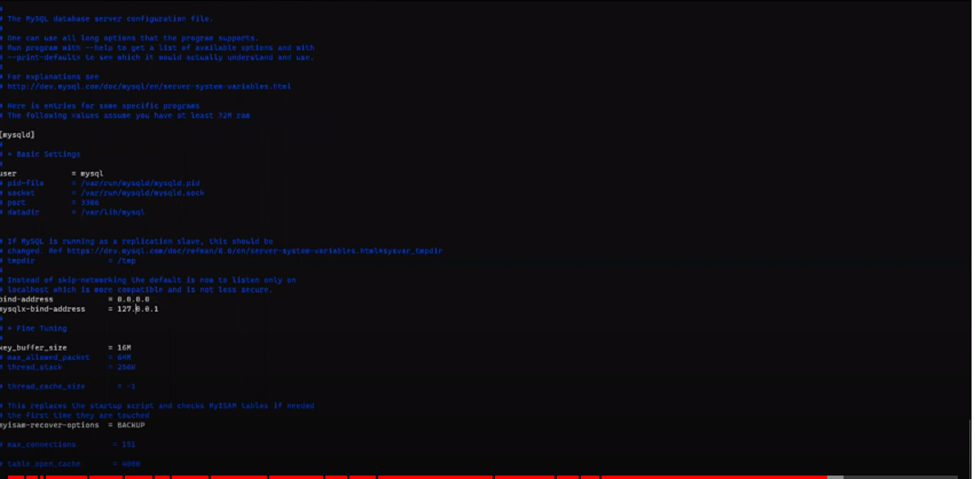 #
# The MySQL database server configuration file.
#
# One can use all long options that the program supports.
# Run program with --help to get a list of available options and with
# --print-defaults to see which it would actually understand and use.
#
# For explanations see
# http://dev.mysql.com/doc/mysql/en/server-system-variables.html
# Here is entries for some specific programs
# The following values assume you have at least 32M ram
[mysqld]
#
# * Basic Settings
#
user = mysql
# pid-file = /var/run/mysqld/mysqld.pid
# socket = /var/run/mysqld/mysqld.sock
# port = 3306
# datadir = /var/lib/mysql
# If MySQL is running as a replication slave, this should be
# changed. Ref https://dev.mysql.com/doc/refman/8.0/en/server-system-variables.html#sysvar_tmpdir
# tmpdir = /tmp
#
# Instead of skip-networking the default is now to listen only on
# localhost which is more compatible and is not less secure.
bind-address = 0.0.0.0
mysqlx-bind-address = 127.0.0.1
#
# * Fine Tuning
#
key_buffer_size = 16M
# max_allowed_packet = 64M
# thread_stack = 256K
# thread_cache_size = -1
# This replaces the startup script and checks MyISAM tables if needed
# the first time they are touched
myisam-recover-options = BACKUP
# max_connections = 151
# table_open_cache = 4000